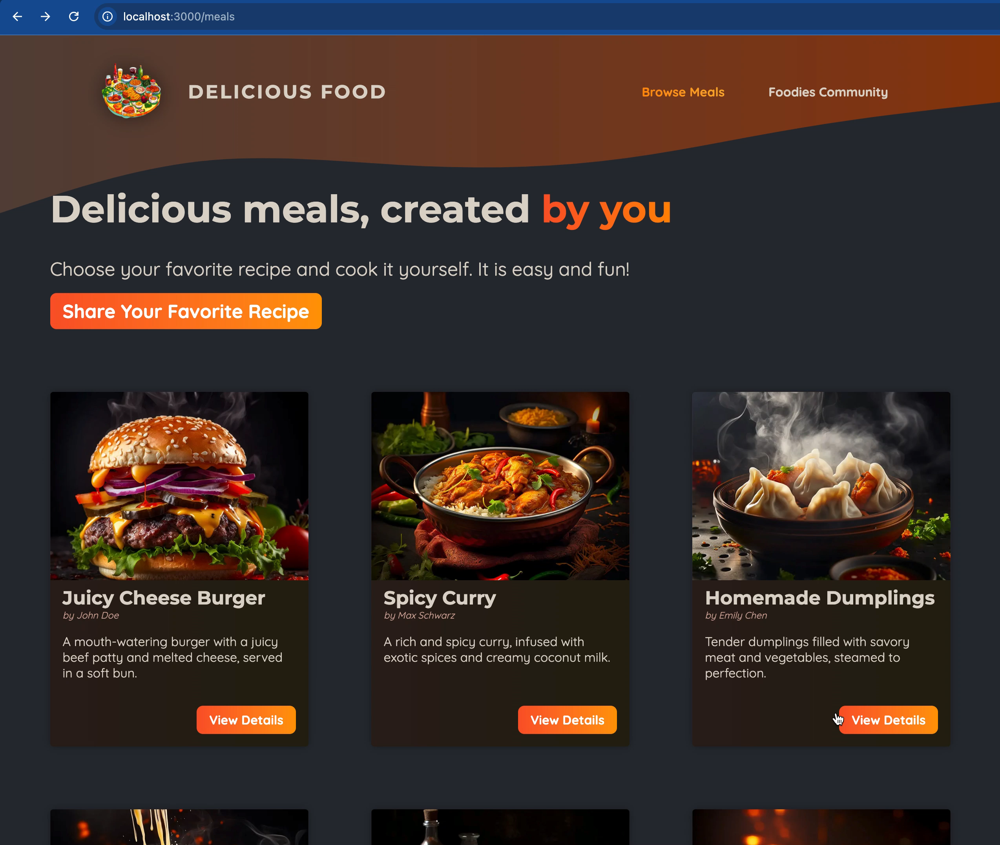 localhost:3000/meals
DELICIOUS FOOD
Browse Meals
Foodies Community
Delicious meals, created by you
Choose your favorite recipe and cook it yourself. It is easy and fun!
Share Your Favorite Recipe
Juicy Cheese Burger
by John Doe
A mouth-watering burger with a juicy
beef patty and melted cheese, served
in a soft bun.
View Details
Spicy Curry
by Max Schwarz
A rich and spicy curry, infused with
exotic spices and creamy coconut milk.
View Details
Homemade Dumplings
by Emily Chen
Tender dumplings filled with savory
meat and vegetables, steamed to
perfection.
View Details